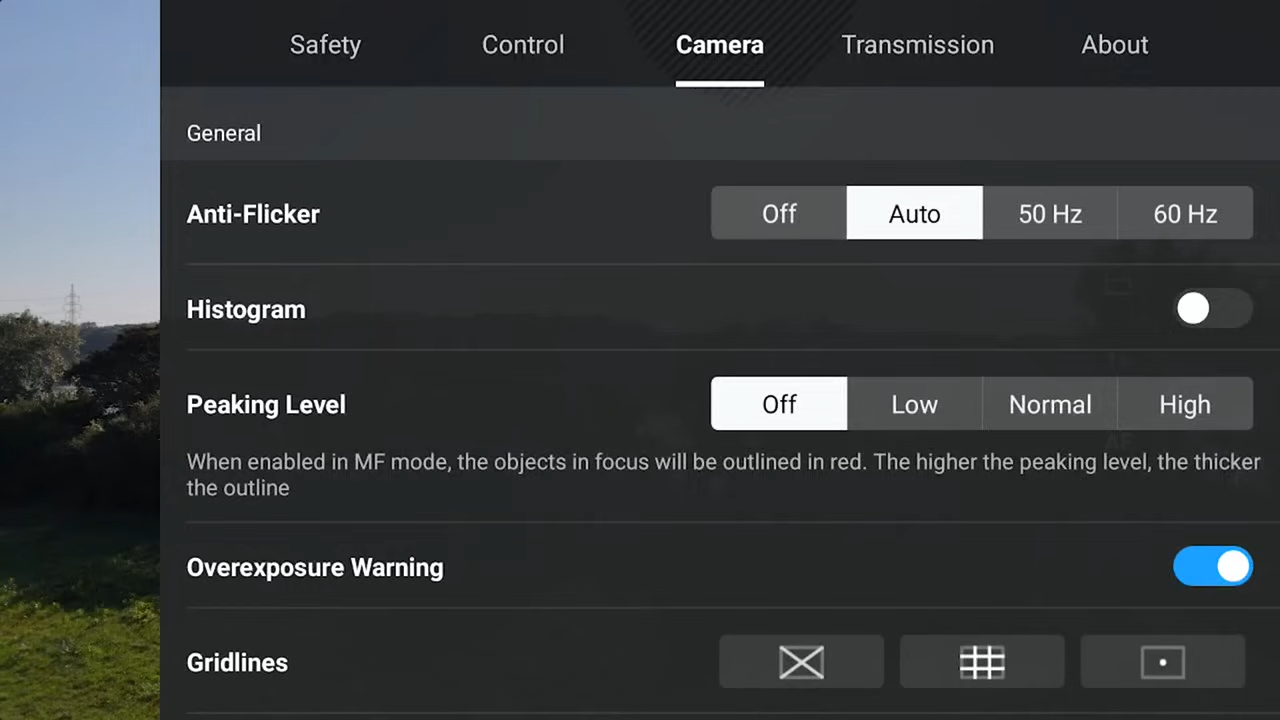 Safety Control Camera Transmission About
General
Anti-Flicker Off Auto 50 Hz 60 Hz
Histogram
Peaking Level Off Low Normal High
When enabled in MF mode, the objects in focus will be outlined in red. The higher the peaking level, the thicker
the outline
Overexposure Warning
Gridlines